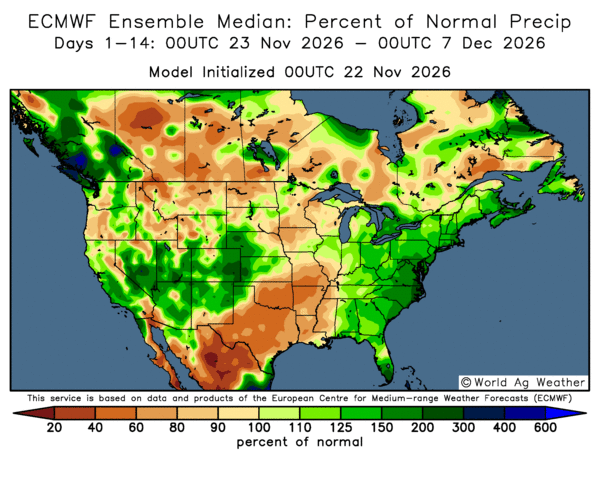 ECMWF Ensemble Median: Percent of Normal Precip
Days 1-14: 00UTC 23 Nov 2026 - 00UTC 7 Dec 2026
Model Initialized 00UTC 22 Nov 2026
©World Ag Weather
This service is based on data and products of the European Centre for Medium-range Weather Forecasts (ECMWF)
20 40 60 80 90 100 110 125 150 200 300 400 600
percent of normal